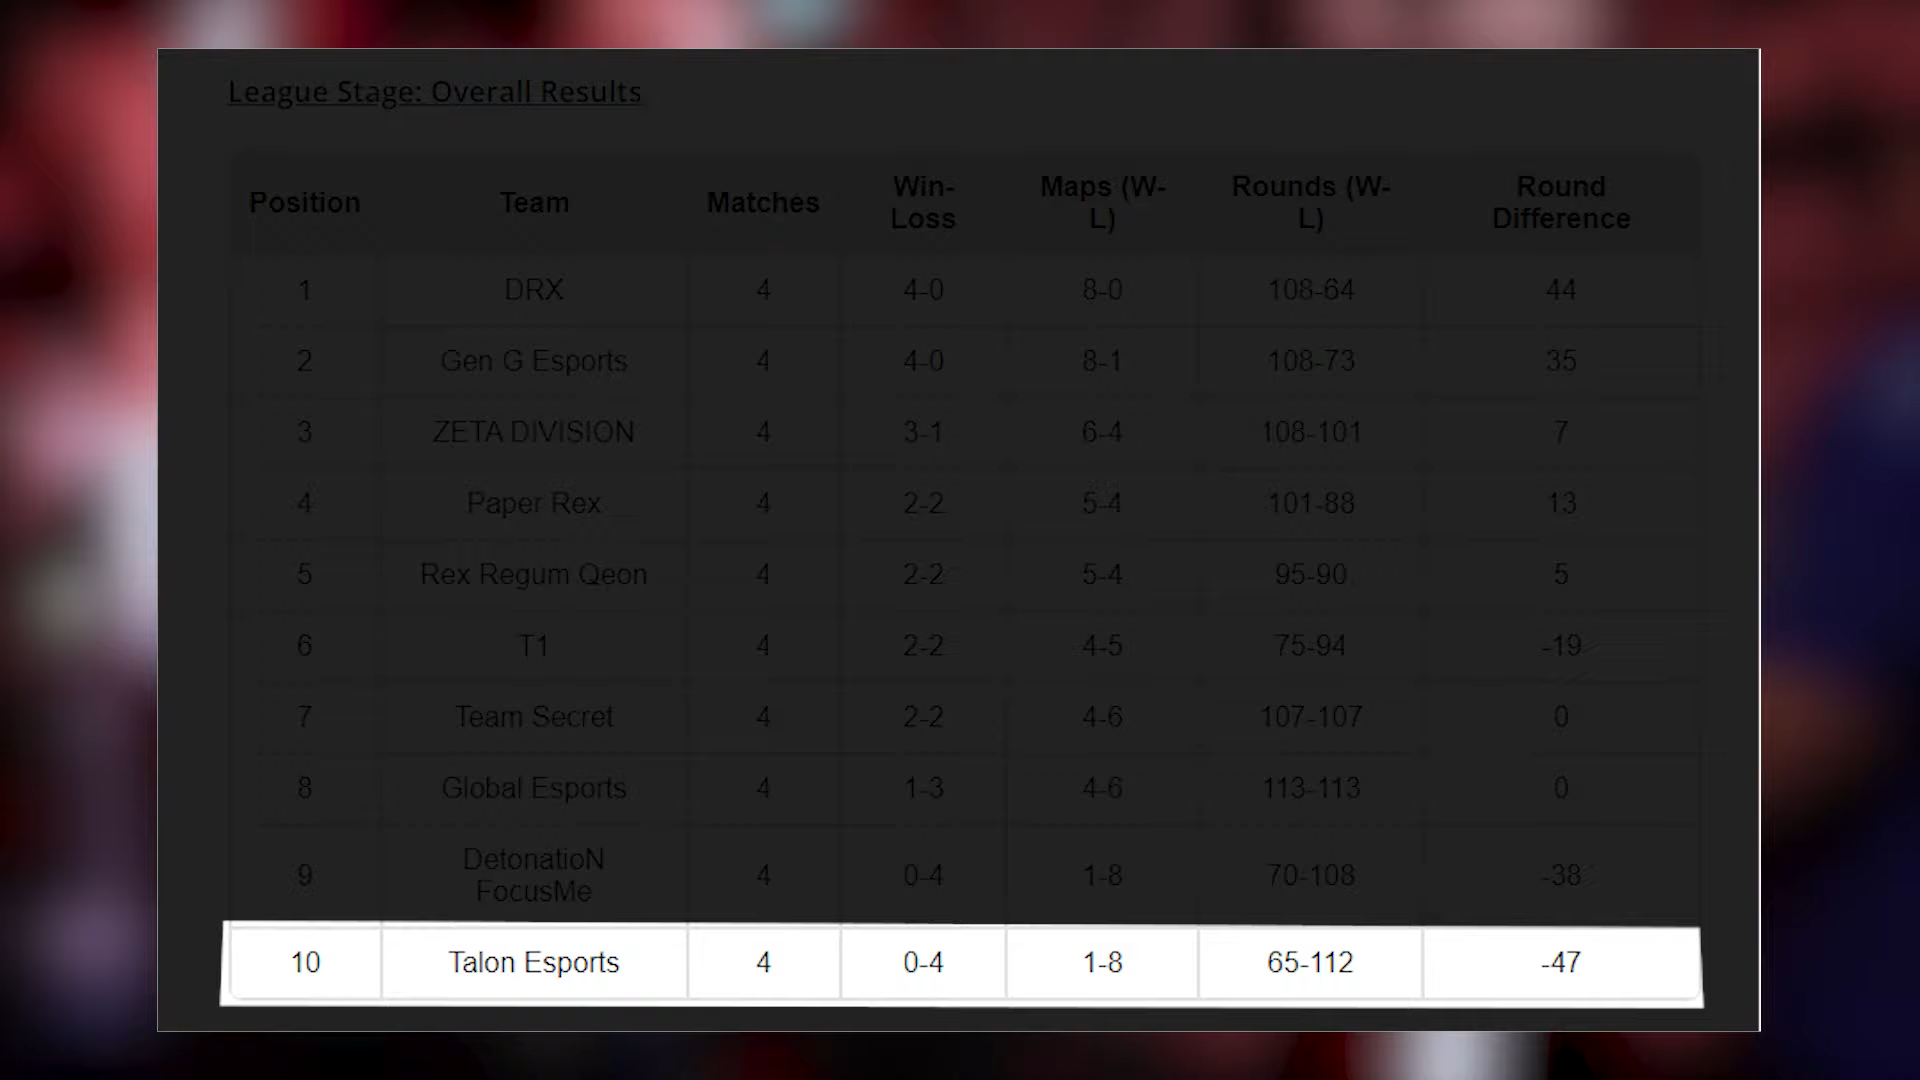 League Stage: Overall Results
Position Team Matches Win-Loss Maps (W-L) Rounds (W-L) Round Difference
1 DRX 4 4-0 8-0 108-64 44
2 Gen G Esports 4 4-0 8-1 108-73 35
3 ZETA DIVISION 4 3-1 6-4 108-101 7
4 Paper Rex 4 2-2 5-4 101-88 13
5 Rex Regum Qeon 4 2-2 5-4 95-90 5
6 T1 4 2-2 4-5 75-94 -19
7 Team Secret 4 2-2 4-6 107-107 0
8 Global Esports 4 1-3 4-6 113-113 0
9 DetonatioN FocusMe 4 0-4 1-8 70-108 -38
10 Talon Esports 4 0-4 1-8 65-112 -47